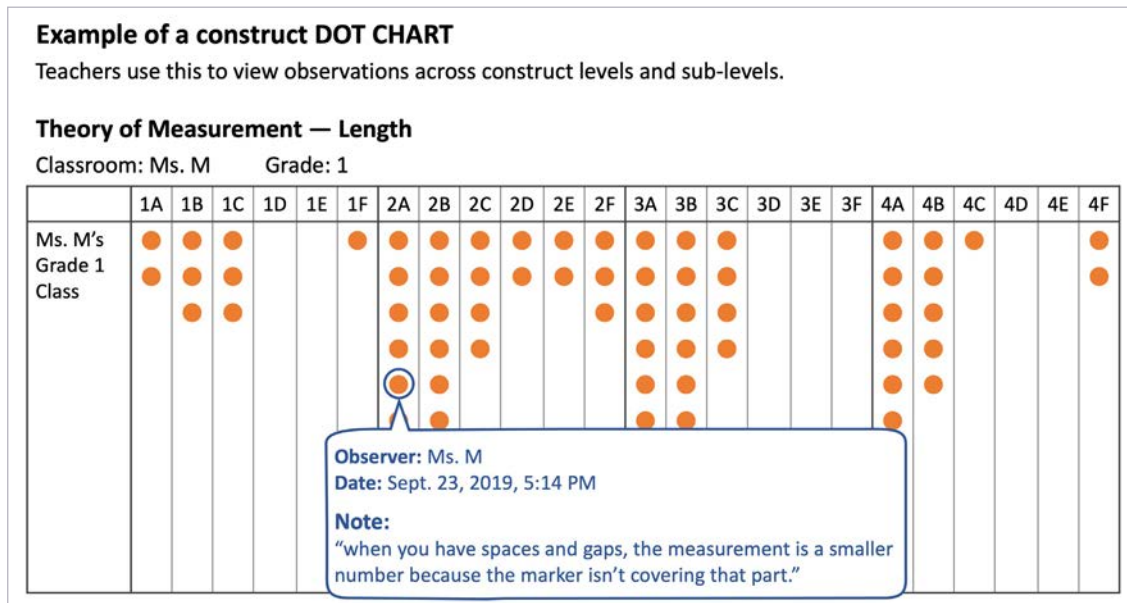 Example of a construct DOT CHART
Teachers use this to view observations across construct levels and sub-levels.
Theory of Measurement — Length
Classroom: Ms. M Grade: 1
1A 1B 1C 1D 1E 1F 2A 2B 2C 2D 2E 2F 3A 3B 3C 3D 3E 3F 4A 4B 4C 4D 4E 4F
Ms. M’s
Grade 1
Class
Observer: Ms. M
Date: Sept. 23, 2019, 5:14 PM
Note:
“when you have spaces and gaps, the measurement is a smaller
number because the marker isn’t covering that part.”